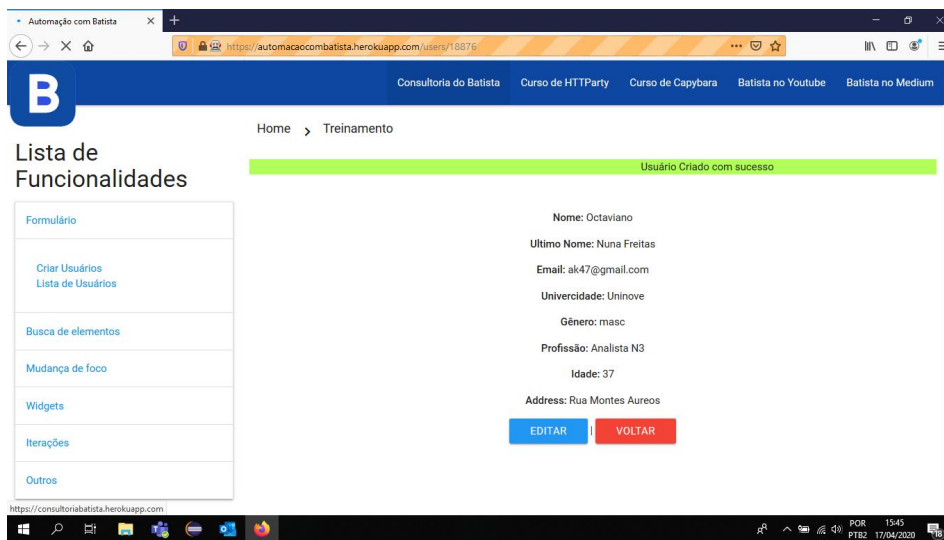 Automação com Batista
https://automacaocombatista.herokuapp.com/users/18876
B
Consultoria do Batista Curso de HTTParty Curso de Capybara Batista no Youtube Batista no Medium
Home > Treinamento
Lista de
Funcionalidades
Usuário Criado com sucesso
Formulário
Criar Usuários
Lista de Usuários
Busca de elementos
Mudança de foco
Widgets
Iterações
Outros
Nome: Octaviano
Ultimo Nome: Nuna Freitas
Email: ak47@gmail.com
Univercidade: Uninove
Gênero: masc
Profissão: Analista N3
Idade: 37
Address: Rua Montes Aureos
EDITAR | VOLTAR
https://consultoriabatista.herokuapp.com
POR 15:45
PTB2 17/04/2020
18